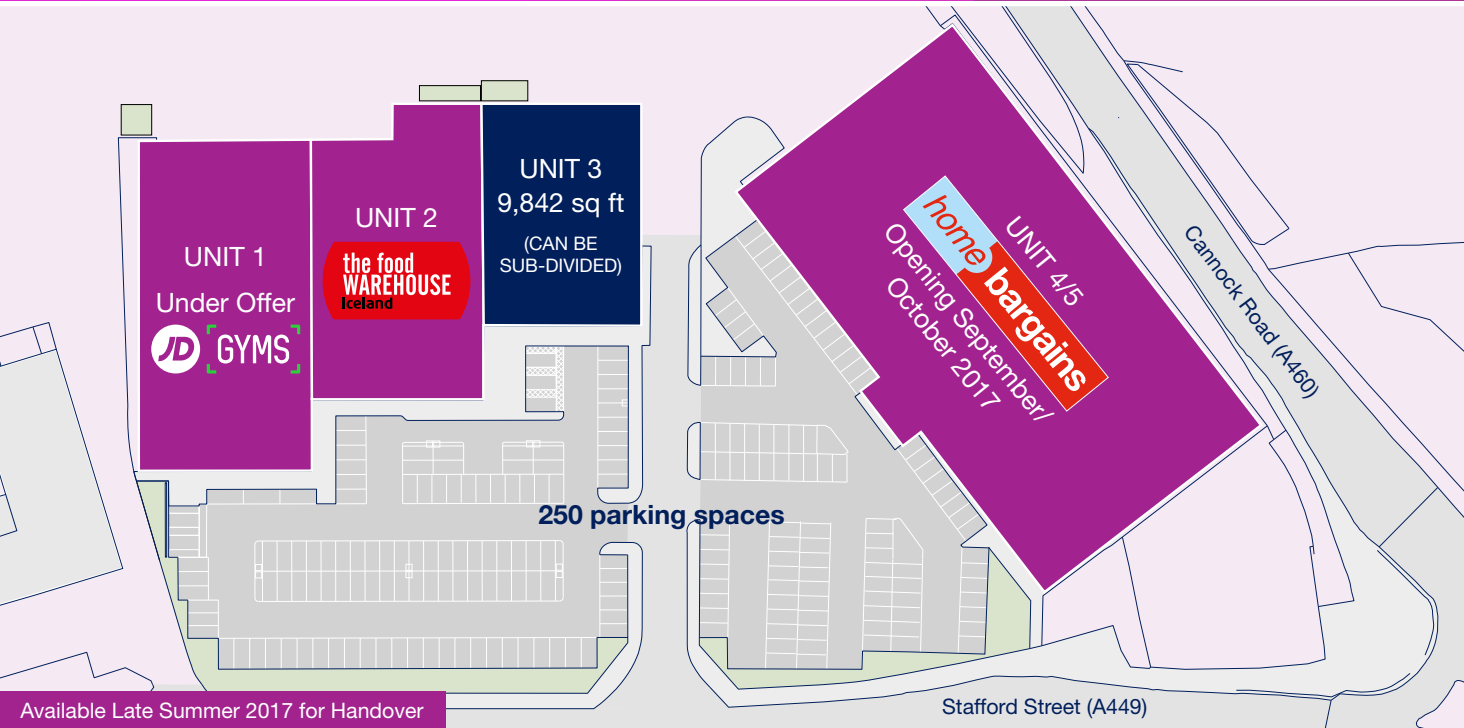 UNIT 1
Under Offer
JD GYMS
UNIT 2
the food
WAREHOUSE
Iceland
UNIT 3
9,842 sq ft
(CAN BE
SUB-DIVIDED)
UNIT 4/5
home bargains
Opening September/
October 2017
Cannock Road (A460)
250 parking spaces
Stafford Street (A449)
Available Late Summer 2017 for Handover